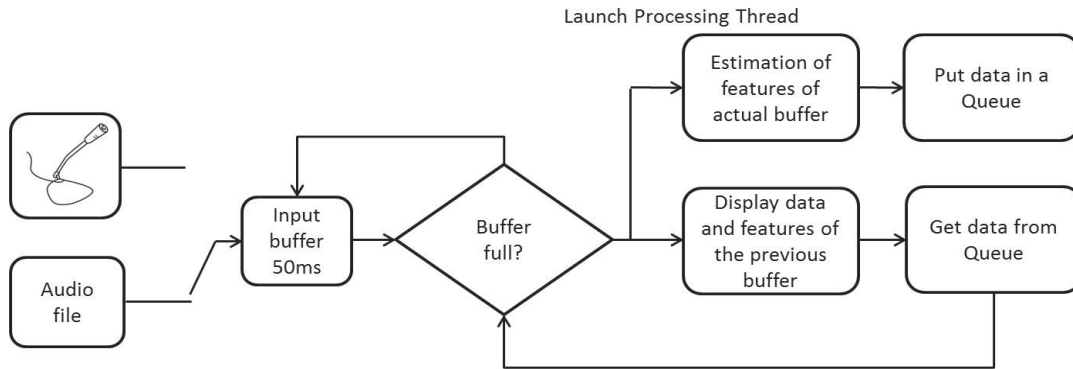 Launch Processing Thread
Estimation of
features of
actual buffer
Put data in a
Queue
Input
buffer
50ms
Buffer
full?
Display data
and features of
the previous
buffer
Get data from
Queue
Audio
file